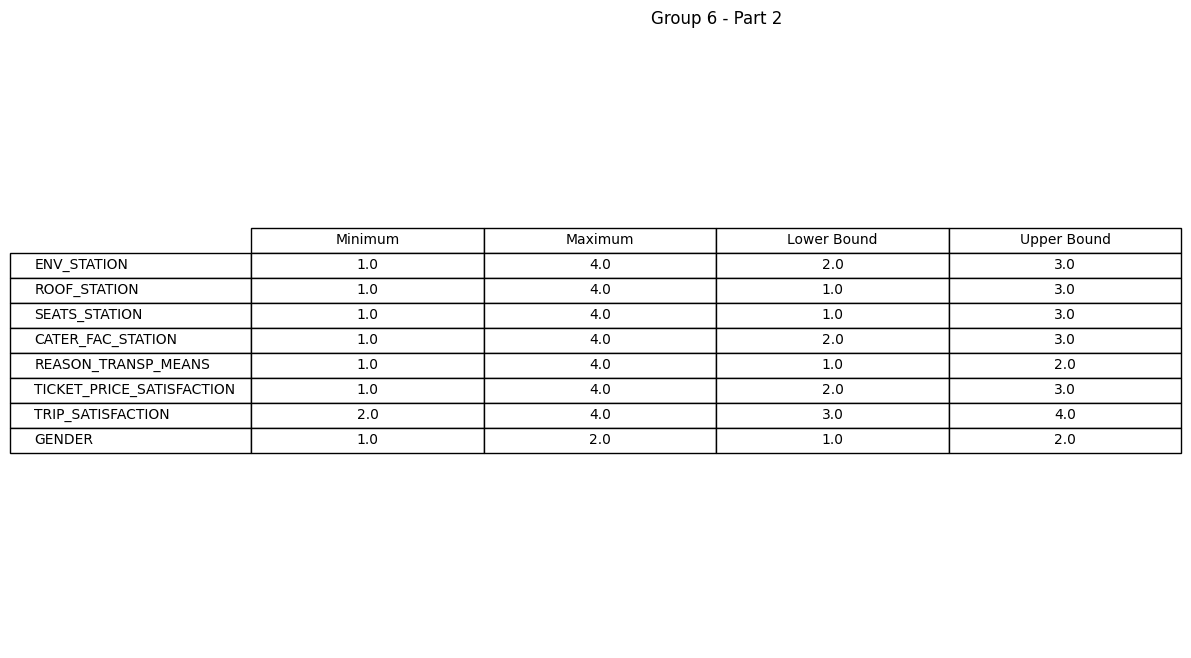 Group 6 - Part 2
Minimum Maximum Lower Bound Upper Bound
ENV_STATION 1.0 4.0 2.0 3.0
ROOF_STATION 1.0 4.0 1.0 3.0
SEATS_STATION 1.0 4.0 1.0 3.0
CATER_FAC_STATION 1.0 4.0 2.0 3.0
REASON_TRANSP_MEANS 1.0 4.0 1.0 2.0
TICKET_PRICE_SATISFACTION 1.0 4.0 2.0 3.0
TRIP_SATISFACTION 2.0 4.0 3.0 4.0
GENDER 1.0 2.0 1.0 2.0